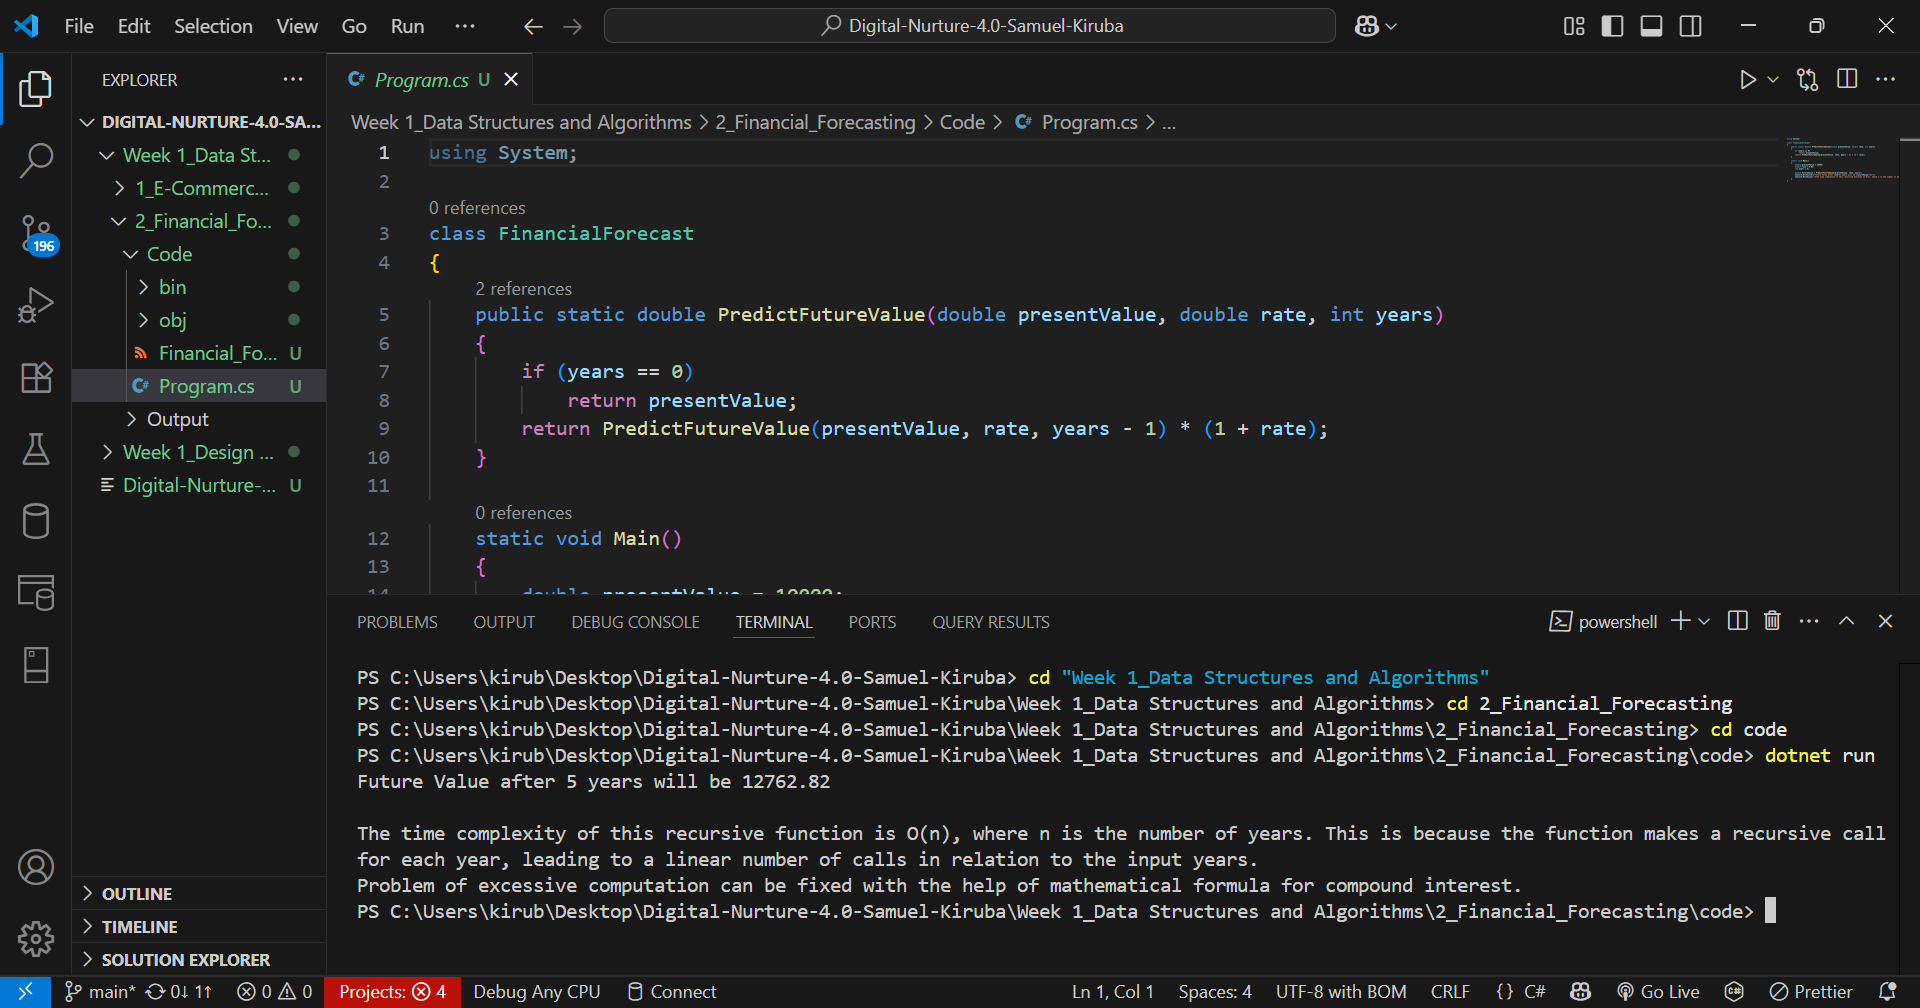 File Edit Selection View Go Run ··· Digital-Nurture-4.0-Samuel-Kiruba
EXPLORER ···
DIGITAL-NURTURE-4.0-SA...
Week 1_Data St...
1_E-Commerc...
2_Financial_Fo...
Code
bin
obj
Financial_Fo... U
C# Program.cs U
Output
Week 1_Design ...
Digital-Nurture-... U
OUTLINE
TIMELINE
SOLUTION EXPLORER
196
C# Program.cs U
Week 1_Data Structures and Algorithms > 2_Financial_Forecasting > Code > C# Program.cs > ...
1 using System;
2
0 references
3 class FinancialForecast
4 {
2 references
5 public static double PredictFutureValue(double presentValue, double rate, int years)
6 {
7 if (years == 0)
8 return presentValue;
9 return PredictFutureValue(presentValue, rate, years - 1) * (1 + rate);
10 }
11
0 references
12 static void Main()
13 {
14 double presentValue = 10000;
PROBLEMS OUTPUT DEBUG CONSOLE TERMINAL PORTS QUERY RESULTS powershell
PS C:\Users\kirub\Desktop\Digital-Nurture-4.0-Samuel-Kiruba> cd "Week 1_Data Structures and Algorithms"
PS C:\Users\kirub\Desktop\Digital-Nurture-4.0-Samuel-Kiruba\Week 1_Data Structures and Algorithms> cd 2_Financial_Forecasting
PS C:\Users\kirub\Desktop\Digital-Nurture-4.0-Samuel-Kiruba\Week 1_Data Structures and Algorithms\2_Financial_Forecasting> cd code
PS C:\Users\kirub\Desktop\Digital-Nurture-4.0-Samuel-Kiruba\Week 1_Data Structures and Algorithms\2_Financial_Forecasting\code> dotnet run
Future Value after 5 years will be 12762.82
The time complexity of this recursive function is O(n), where n is the number of years. This is because the function makes a recursive call
for each year, leading to a linear number of calls in relation to the input years.
Problem of excessive computation can be fixed with the help of mathematical formula for compound interest.
PS C:\Users\kirub\Desktop\Digital-Nurture-4.0-Samuel-Kiruba\Week 1_Data Structures and Algorithms\2_Financial_Forecasting\code>
main* 0↓ 1↑ 0 0 Projects: 4 Debug Any CPU Connect Ln 1, Col 1 Spaces: 4 UTF-8 with BOM CRLF {} C# Go Live Prettier